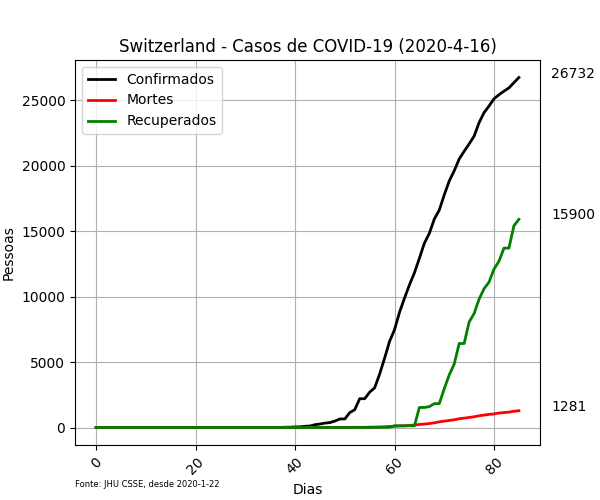 Switzerland - Casos de COVID-19 (2020-4-16)
Confirmados
Mortes
Recuperados
26732
15900
1281
Pessoas
25000
20000
15000
10000
5000
0
0
20
40
60
80
Dias
Fonte: JHU CSSE, desde 2020-1-22